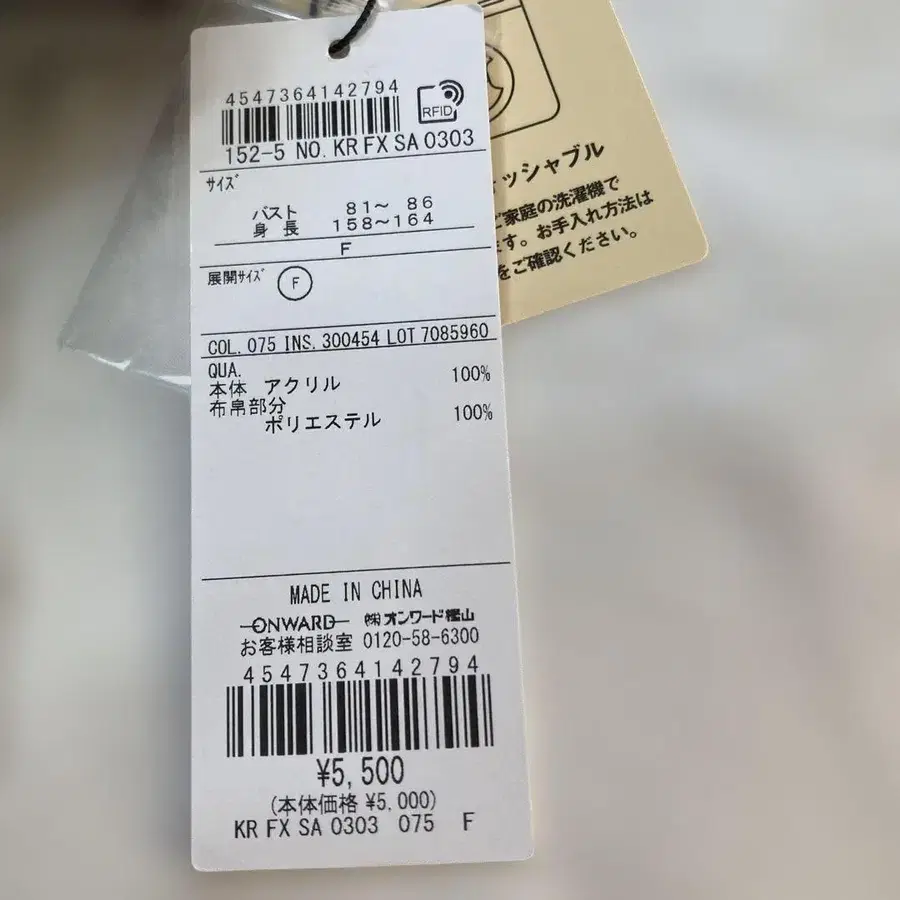 4547364142794
RFID
152-5 NO. KR FX SA 0303
サイズ
バスト 81〜 86
身 長 158〜164
F
展開サイズ F
COL. 075 INS. 300454 LOT 7085960
QUA.
本体 アクリル 100%
布帛部分
ポリエステル 100%
MADE IN CHINA
ONWARD ㈱オンワード樫山
お客様相談室 0120-58-6300
4547364142794
¥5,500
(本体価格 ¥5,000)
KR FX SA 0303 075 F
ッシャブル
ご家庭の洗濯機で
ます。お手入れ方法は
をご確認ください。